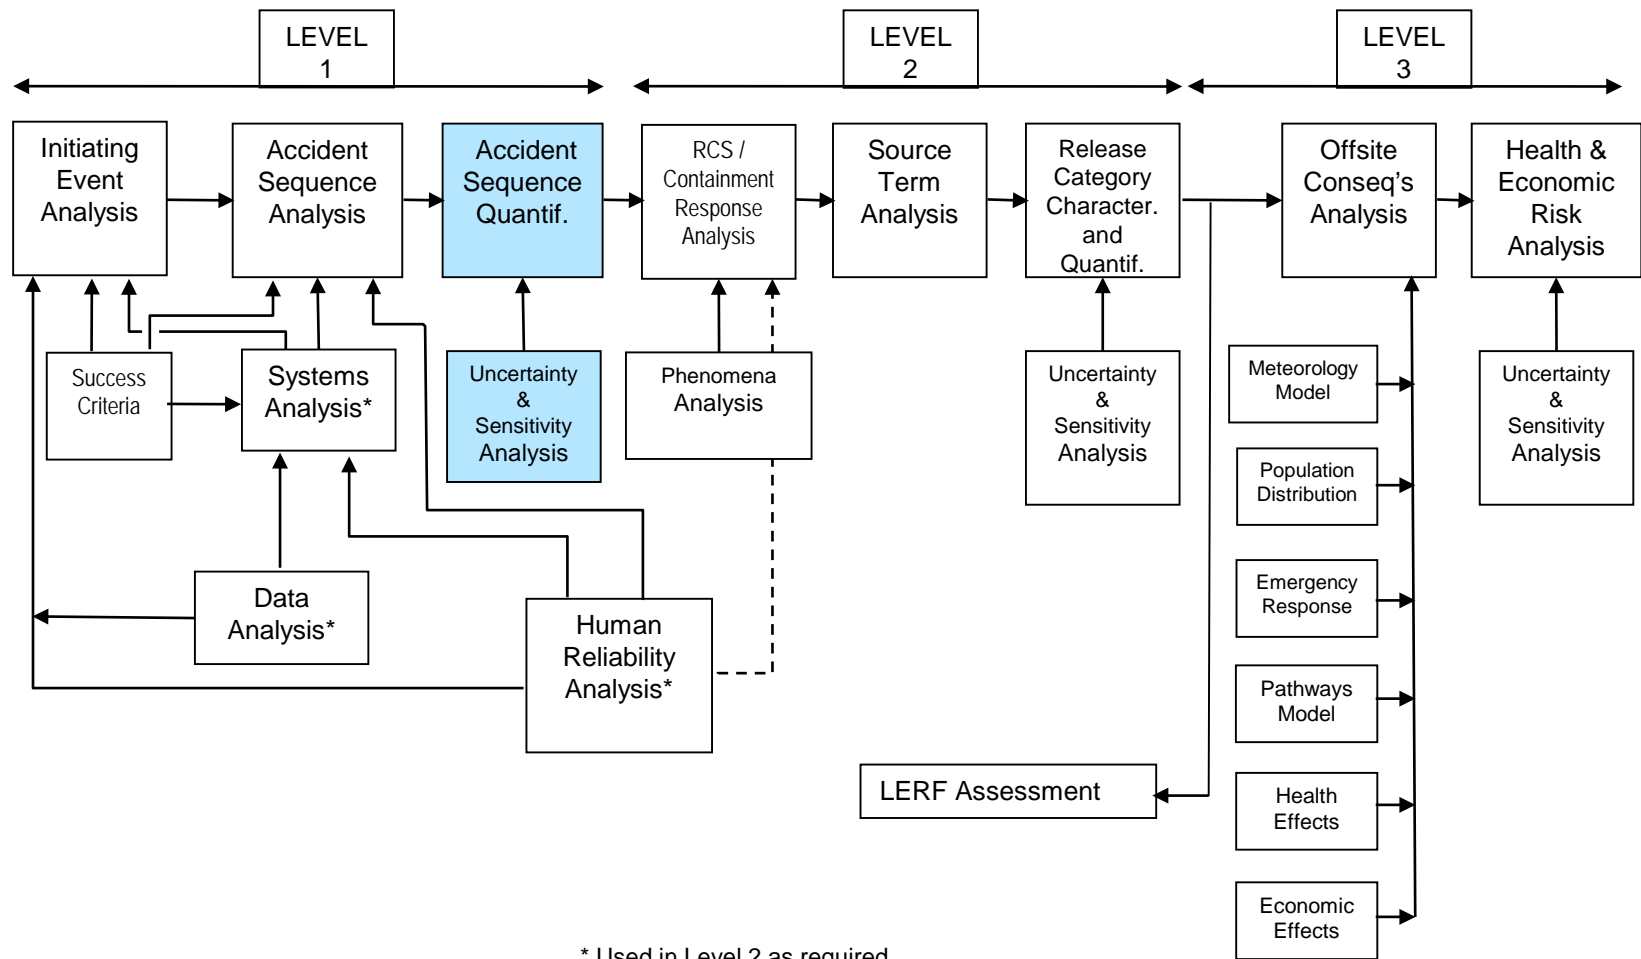 LEVEL
1
LEVEL
2
LEVEL
3
Initiating
Event
Analysis
Accident
Sequence
Analysis
Accident
Sequence
Quantif.
RCS /
Containment
Response
Analysis
Source
Term
Analysis
Release
Category
Character.
and
Quantif.
Offsite
Conseq's
Analysis
Health &
Economic
Risk
Analysis
Success
Criteria
Systems
Analysis*
Uncertainty
&
Sensitivity
Analysis
Phenomena
Analysis
Uncertainty
&
Sensitivity
Analysis
Meteorology
Model
Uncertainty
&
Sensitivity
Analysis
Population
Distribution
Data
Analysis*
Human
Reliability
Analysis*
Emergency
Response
Pathways
Model
LERF Assessment
Health
Effects
Economic
Effects
* Used in Level 2 as required